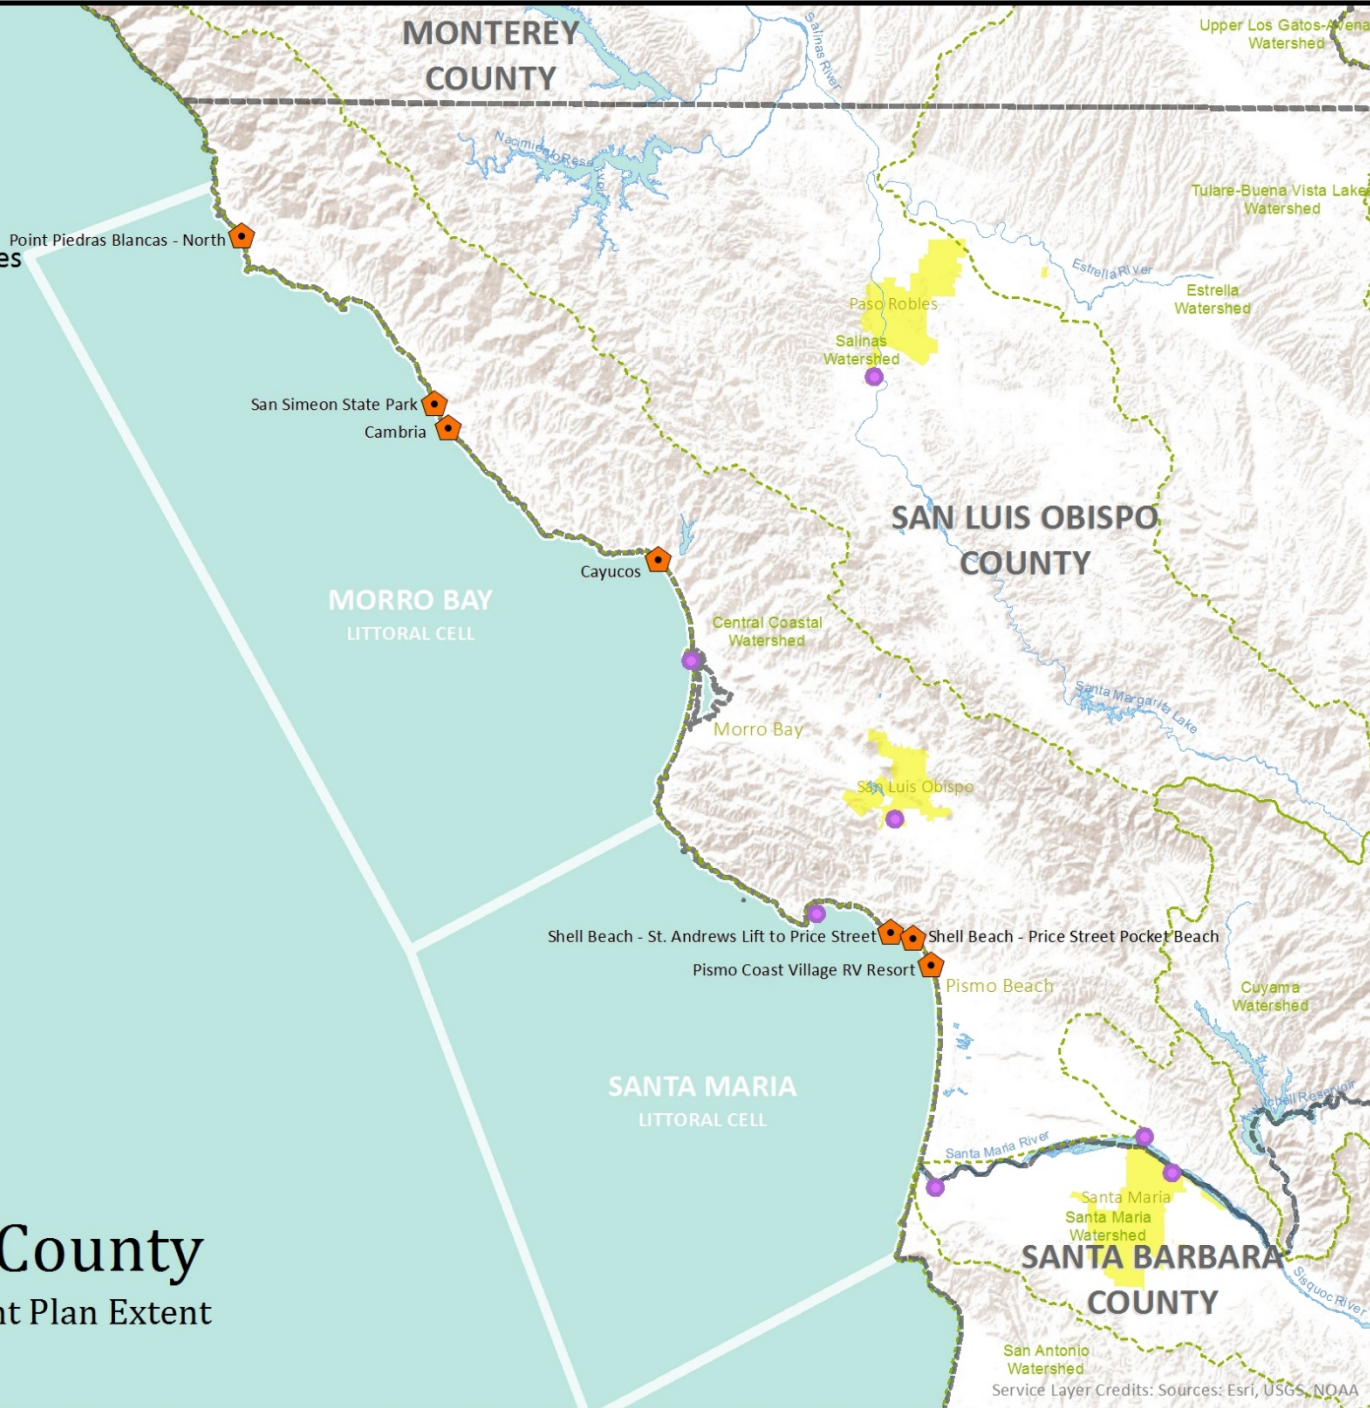 MONTEREY
COUNTY
Salinas River
Upper Los Gatos-Avena
Watershed
Tulare-Buena Vista Lake
Watershed
Point Piedras Blancas - North
es
Estrella River
Estrella
Watershed
Paso Robles
Salinas
Watershed
San Simeon State Park
Cambria
SAN LUIS OBISPO
COUNTY
Cayucos
MORRO BAY
LITTORAL CELL
Central Coastal
Watershed
Santa Margarita Lake
Morro Bay
San Luis Obispo
Shell Beach - St. Andrews Lift to Price Street
Shell Beach - Price Street Pocket Beach
Pismo Coast Village RV Resort
Pismo Beach
Cuyama
Watershed
SANTA MARIA
LITTORAL CELL
Santa Maria River
Reservoir
Santa Maria
Santa Maria
Watershed
SANTA BARBARA
COUNTY
Sisquoc River
County
nt Plan Extent
San Antonio
Watershed
Service Layer Credits: Sources: Esri, USGS, NOAA